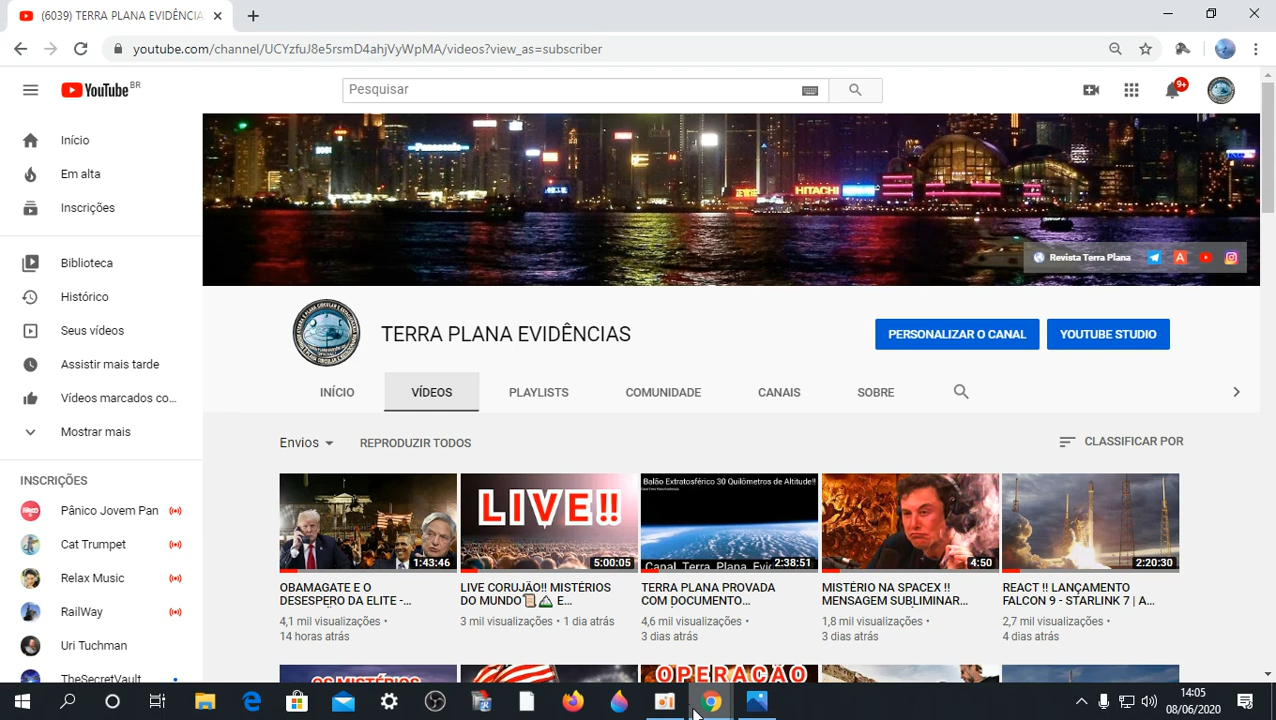 (6039) TERRA PLANA EVIDÊNCIA
youtube.com/channel/UCYzfuJ8e5rsmD4ahjVyWpMA/videos?view_as=subscriber
YouTube BR
Pesquisar
9+
Início
Em alta
Inscrições
Biblioteca
Histórico
Seus vídeos
Assistir mais tarde
Vídeos marcados co...
Mostrar mais
INSCRIÇÕES
Pânico Jovem Pan
Cat Trumpet
Relax Music
RailWay
Uri Tuchman
TheSecretVault
Panasonic
HITACHI
Revista Terra Plana
TERRA PLANA EVIDÊNCIAS
PERSONALIZAR O CANAL
YOUTUBE STUDIO
INÍCIO
VÍDEOS
PLAYLISTS
COMUNIDADE
CANAIS
SOBRE
Envios
REPRODUZIR TODOS
CLASSIFICAR POR
1:43:46
OBAMAGATE E O
DESESPERO DA ELITE -...
4,1 mil visualizações •
14 horas atrás
LIVE!!
5:00:05
LIVE CORUJÃO!! MISTÉRIOS
DO MUNDO📜🏔 E...
3 mil visualizações • 1 dia atrás
Balão Extratosférico 30 Quilômetros de Altitude!!
Canal Terra Plana Evid
2:38:51
TERRA PLANA PROVADA
COM DOCUMENTO...
4,6 mil visualizações •
3 dias atrás
4:50
MISTÉRIO NA SPACEX !!
MENSAGEM SUBLIMINAR...
1,8 mil visualizações •
3 dias atrás
2:20:30
REACT !! LANÇAMENTO
FALCON 9 - STARLINK 7 | A...
2,7 mil visualizações •
4 dias atrás
OS MISTÉRIOS
OPERAÇÃO
14:05
08/06/2020